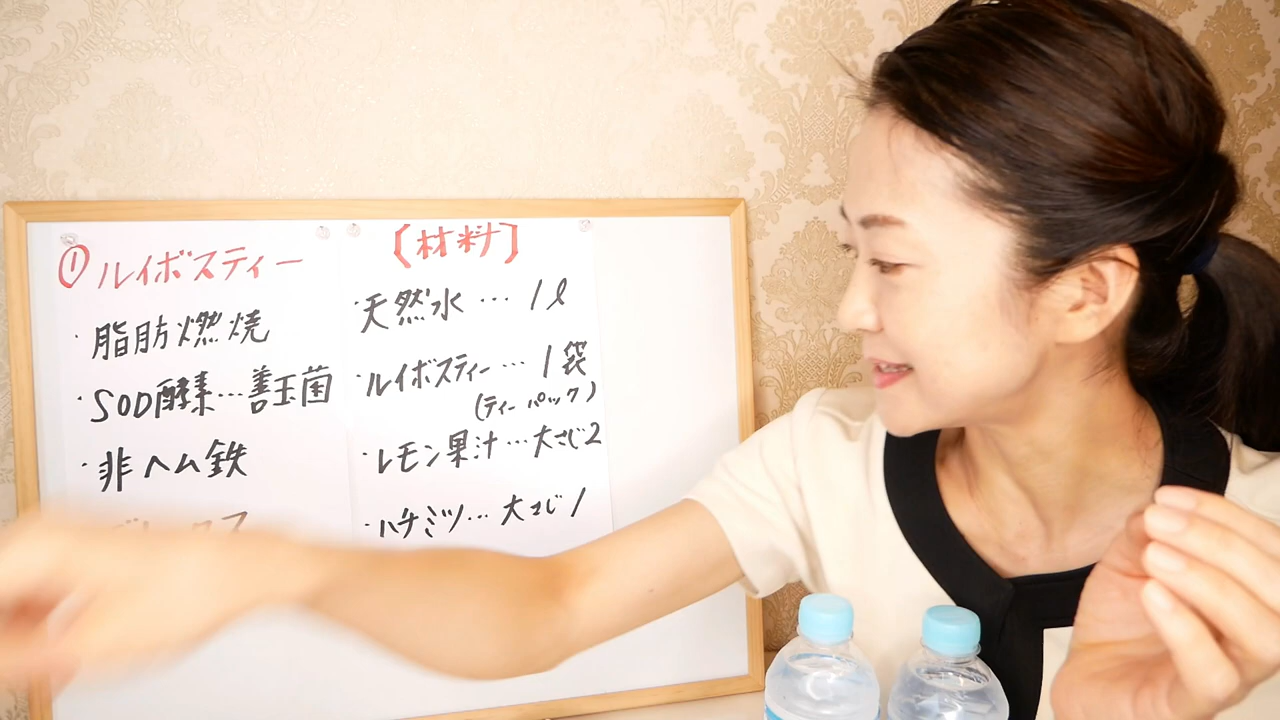 ① ルイボスティー
・脂肪燃焼
・SOD酵素…善玉菌
・非ヘム鉄
【材料】
・天然水 … 1ℓ
・ルイボスティー … 1袋
(ティーパック)
・レモン果汁 … 大さじ2
・ハチミツ … 大さじ1